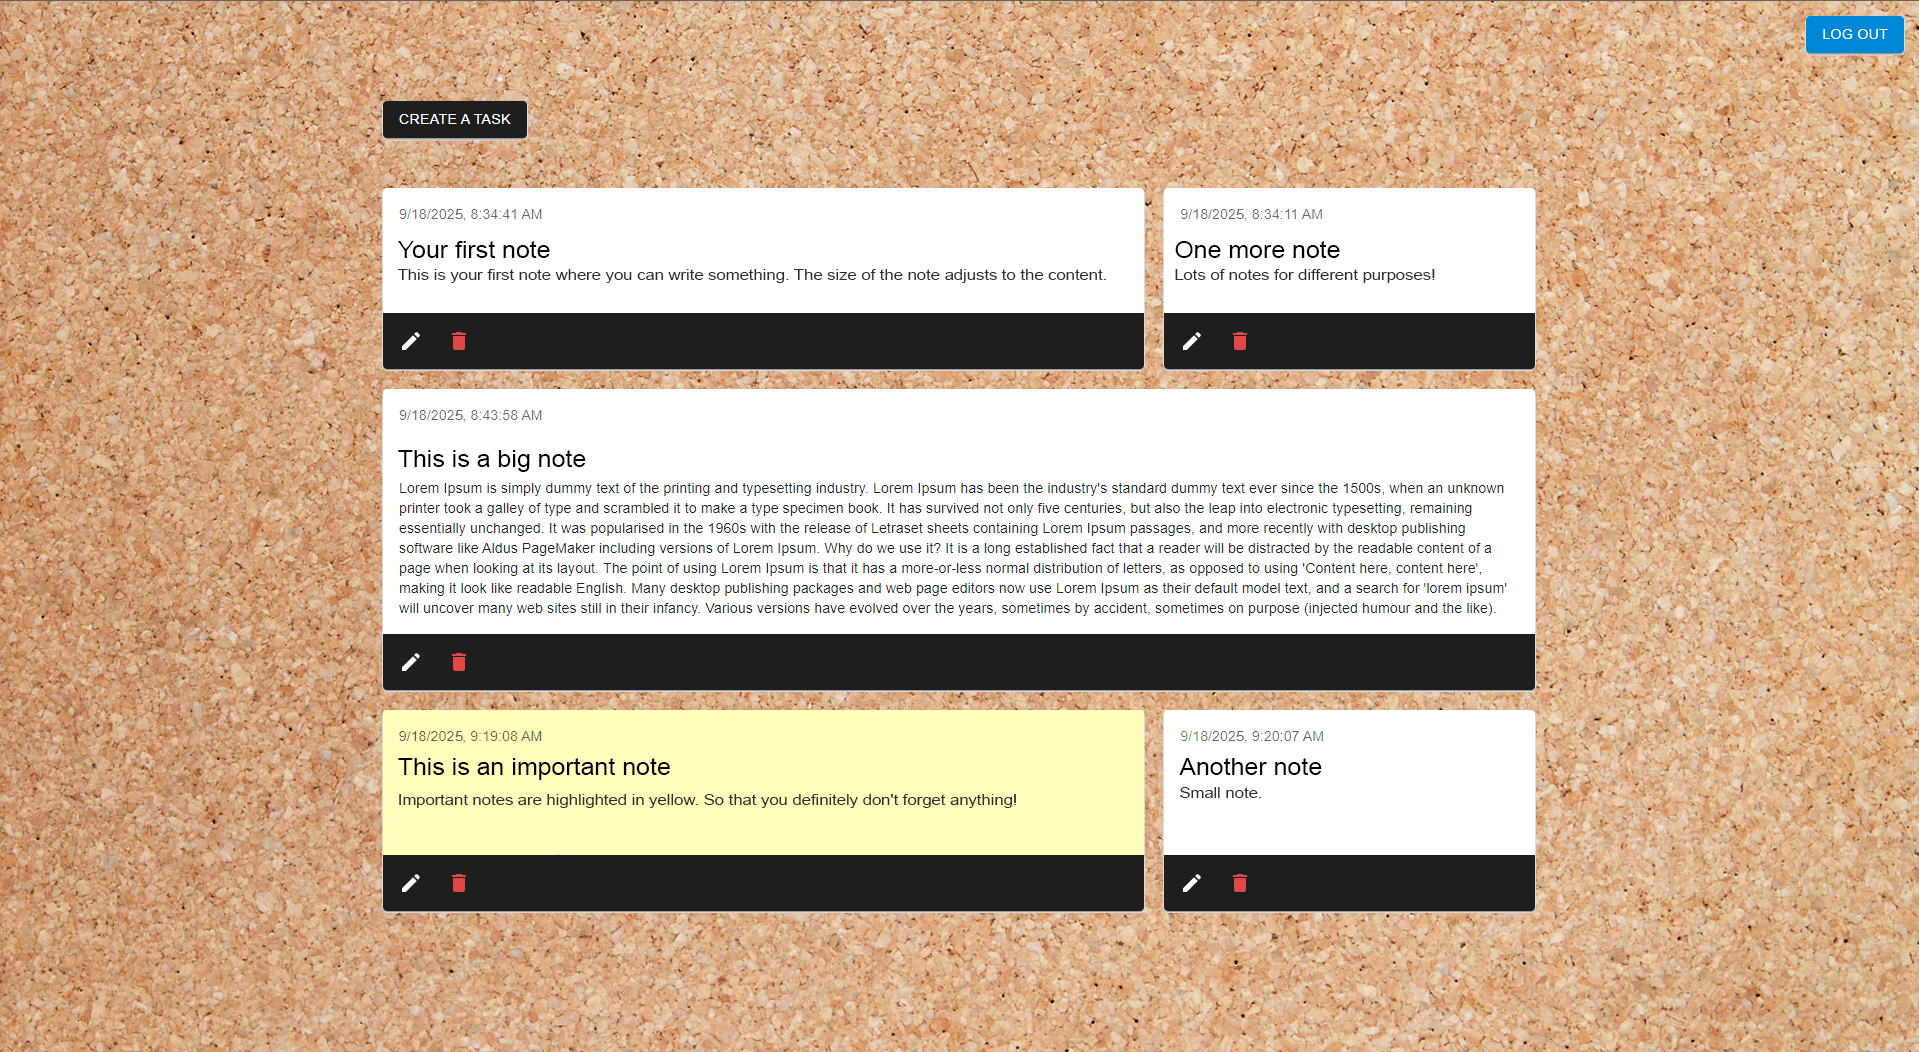 LOG OUT
CREATE A TASK
9/18/2025, 8:34:41 AM
Your first note
This is your first note where you can write something. The size of the note adjusts to the content.
9/18/2025, 8:34:11 AM
One more note
Lots of notes for different purposes!
9/18/2025, 8:43:58 AM
This is a big note
Lorem Ipsum is simply dummy text of the printing and typesetting industry. Lorem Ipsum has been the industry's standard dummy text ever since the 1500s, when an unknown
printer took a galley of type and scrambled it to make a type specimen book. It has survived not only five centuries, but also the leap into electronic typesetting, remaining
essentially unchanged. It was popularised in the 1960s with the release of Letraset sheets containing Lorem Ipsum passages, and more recently with desktop publishing
software like Aldus PageMaker including versions of Lorem Ipsum. Why do we use it? It is a long established fact that a reader will be distracted by the readable content of a
page when looking at its layout. The point of using Lorem Ipsum is that it has a more-or-less normal distribution of letters, as opposed to using 'Content here, content here',
making it look like readable English. Many desktop publishing packages and web page editors now use Lorem Ipsum as their default model text, and a search for 'lorem ipsum'
will uncover many web sites still in their infancy. Various versions have evolved over the years, sometimes by accident, sometimes on purpose (injected humour and the like).
9/18/2025, 9:19:08 AM
This is an important note
Important notes are highlighted in yellow. So that you definitely don't forget anything!
9/18/2025, 9:20:07 AM
Another note
Small note.